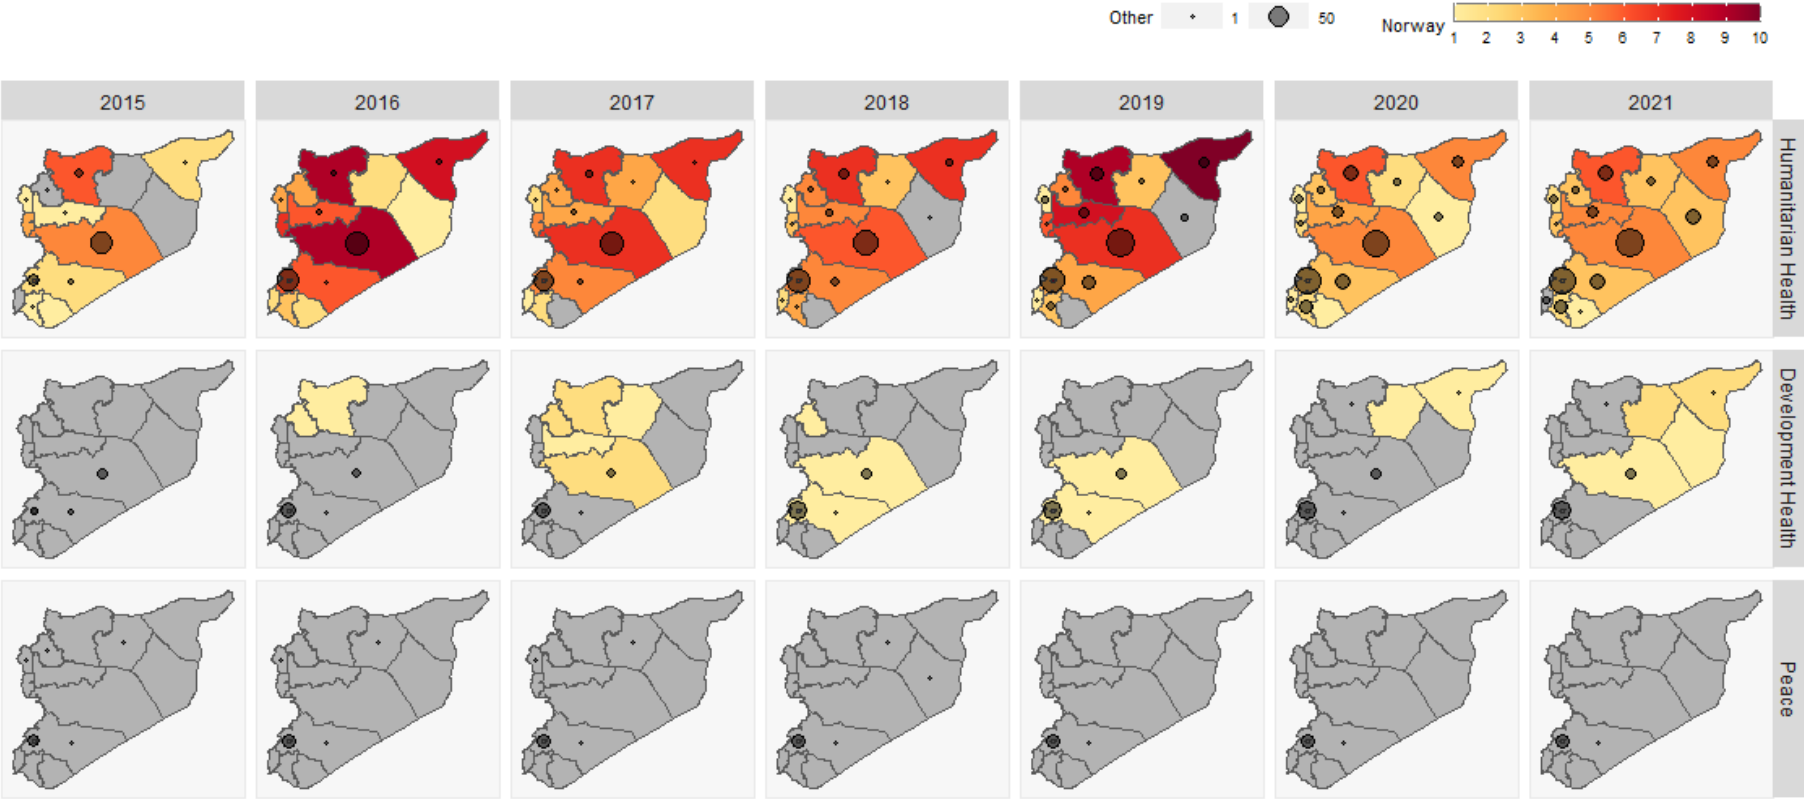 Other 1 50 Norway
1 2 3 4 5 6 7 8 9 10
2015 2016 2017 2018 2019 2020 2021
Humanitarian Health
Development Health
Peace